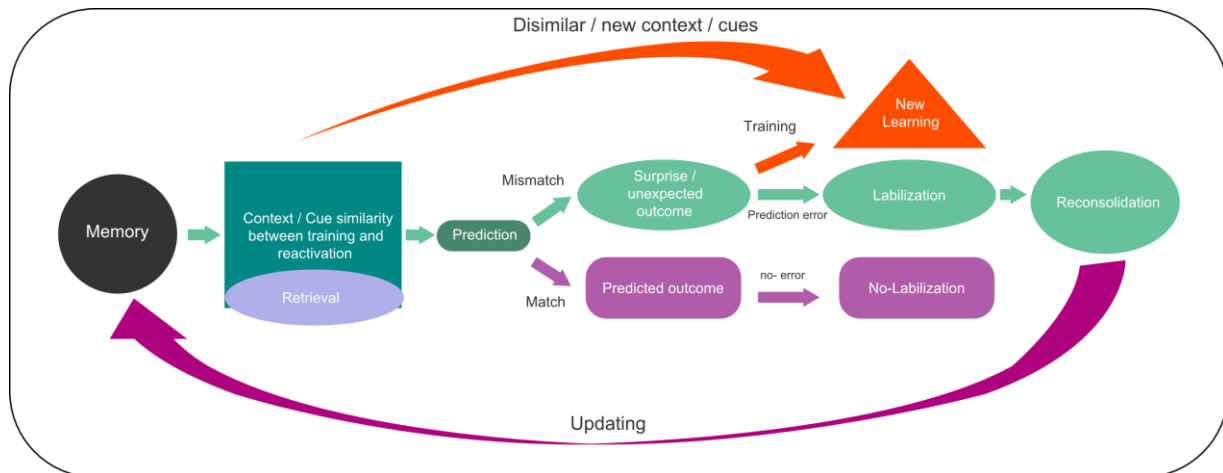 Disimilar / new context / cues
New
Learning
Training
Mismatch
Surprise /
unexpected
outcome
Prediction error
Labilization
Reconsolidation
Memory
Context / Cue similarity
between training and
reactivation
Retrieval
Prediction
Match
Predicted outcome
no- error
No-Labilization
Updating